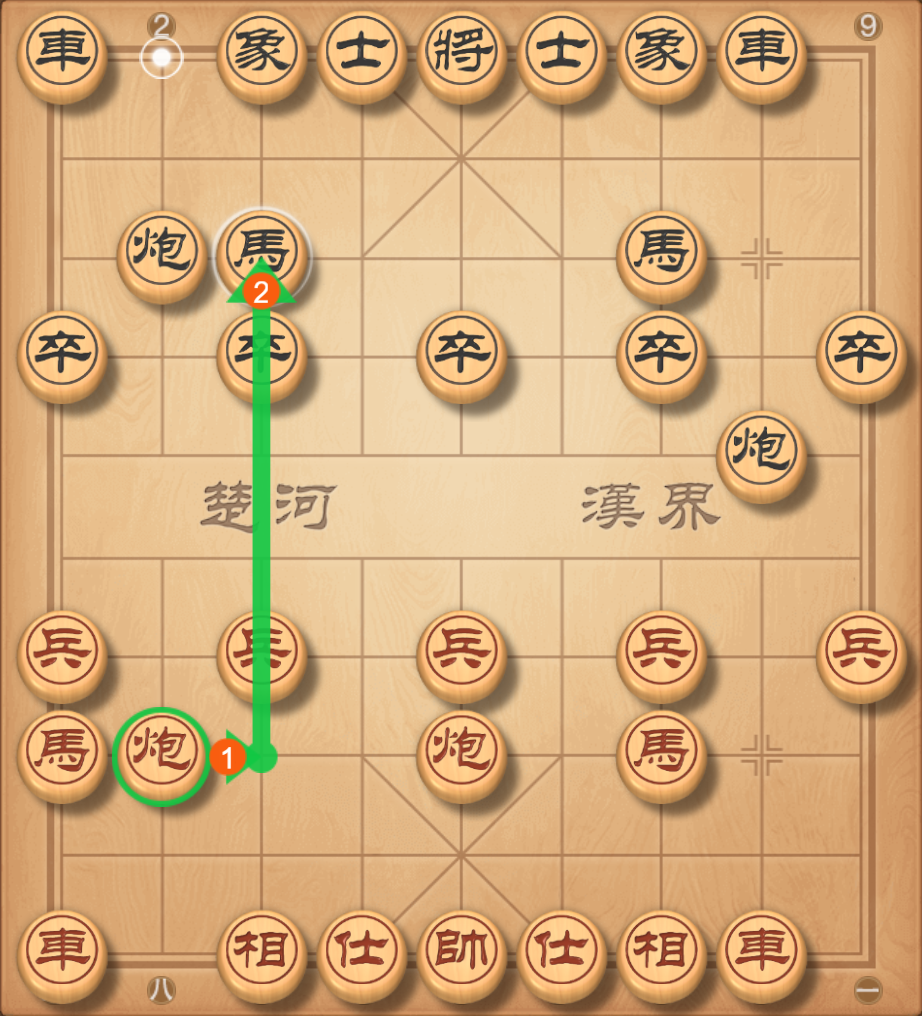 2 9
車 象 士 將 士 象 車
炮 馬 馬
2
卒 卒 卒 卒 卒
炮
楚河 漢界
兵 兵 兵 兵 兵
馬 炮 1 炮 馬
車 相 仕 帥 仕 相 車
八 一